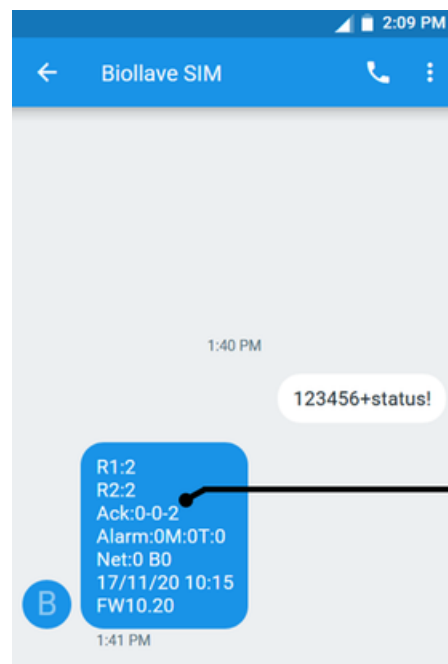 2:09 PM
Biollave SIM
1:40 PM
123456+status!
R1:2
R2:2
Ack:0-0-2
Alarm:0M:0T:0
Net:0 B0
17/11/20 10:15
FW10.20
B
1:41 PM